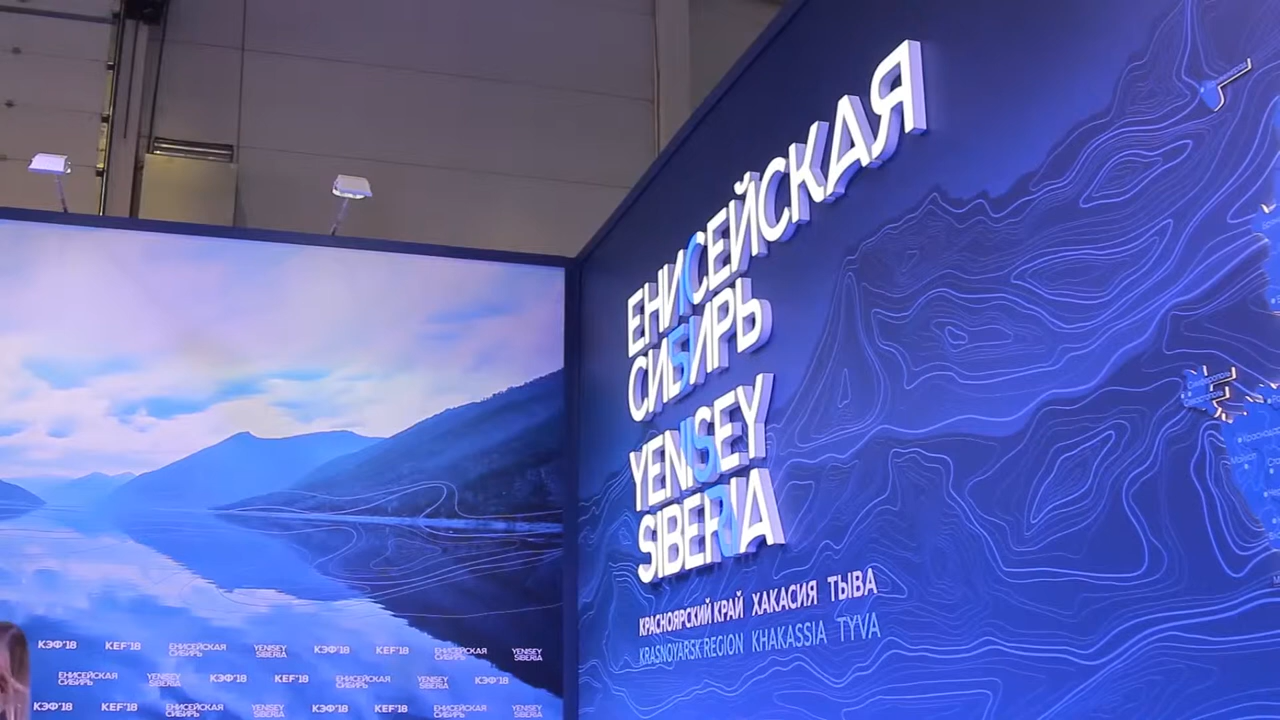 ЕНИСЕЙСКАЯ
СИБИРЬ
YENISEY
SIBERIA
КРАСНОЯРСКИЙ КРАЙ ХАКАСИЯ ТЫВА
KRASNOYARSK REGION KHAKASSIA TYVA
КЭФ'18 KEF'18 ЕНИСЕЙСКАЯ СИБИРЬ YENISEY SIBERIA КЭФ'18 KEF'18 ЕНИСЕЙСКАЯ СИБИРЬ YENISEY SIBERIA
ЕНИСЕЙСКАЯ СИБИРЬ YENISEY SIBERIA КЭФ'18 KEF'18 ЕНИСЕЙСКАЯ СИБИРЬ YENISEY SIBERIA КЭФ'18
КЭФ'18 KEF'18 ЕНИСЕЙСКАЯ СИБИРЬ YENISEY SIBERIA КЭФ'18 KEF'18 ЕНИСЕЙСКАЯ СИБИРЬ YENISEY SIBERIA
Симферополь
Севастополь